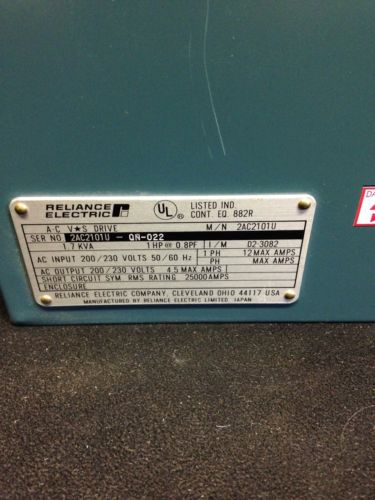 RELIANCE ELECTRIC R
UL ®
LISTED IND. CONT. EQ. 882R
A-C V★S DRIVE M/N 2AC2101U
SER NO. 2AC2101U - QN-022
1.7 KVA 1HP @ 0.8PF I/M D2-3082
AC INPUT 200/230 VOLTS 50/60 Hz 1 PH 12 MAX AMPS
PH MAX AMPS
AC OUTPUT 200/230 VOLTS 4.5 MAX AMPS
SHORT CIRCUIT SYM. RMS RATING 25000AMPS
ENCLOSURE
RELIANCE ELECTRIC COMPANY, CLEVELAND OHIO 44117 USA
MANUFACTURED BY RELIANCE ELECTRIC LIMITED, JAPAN